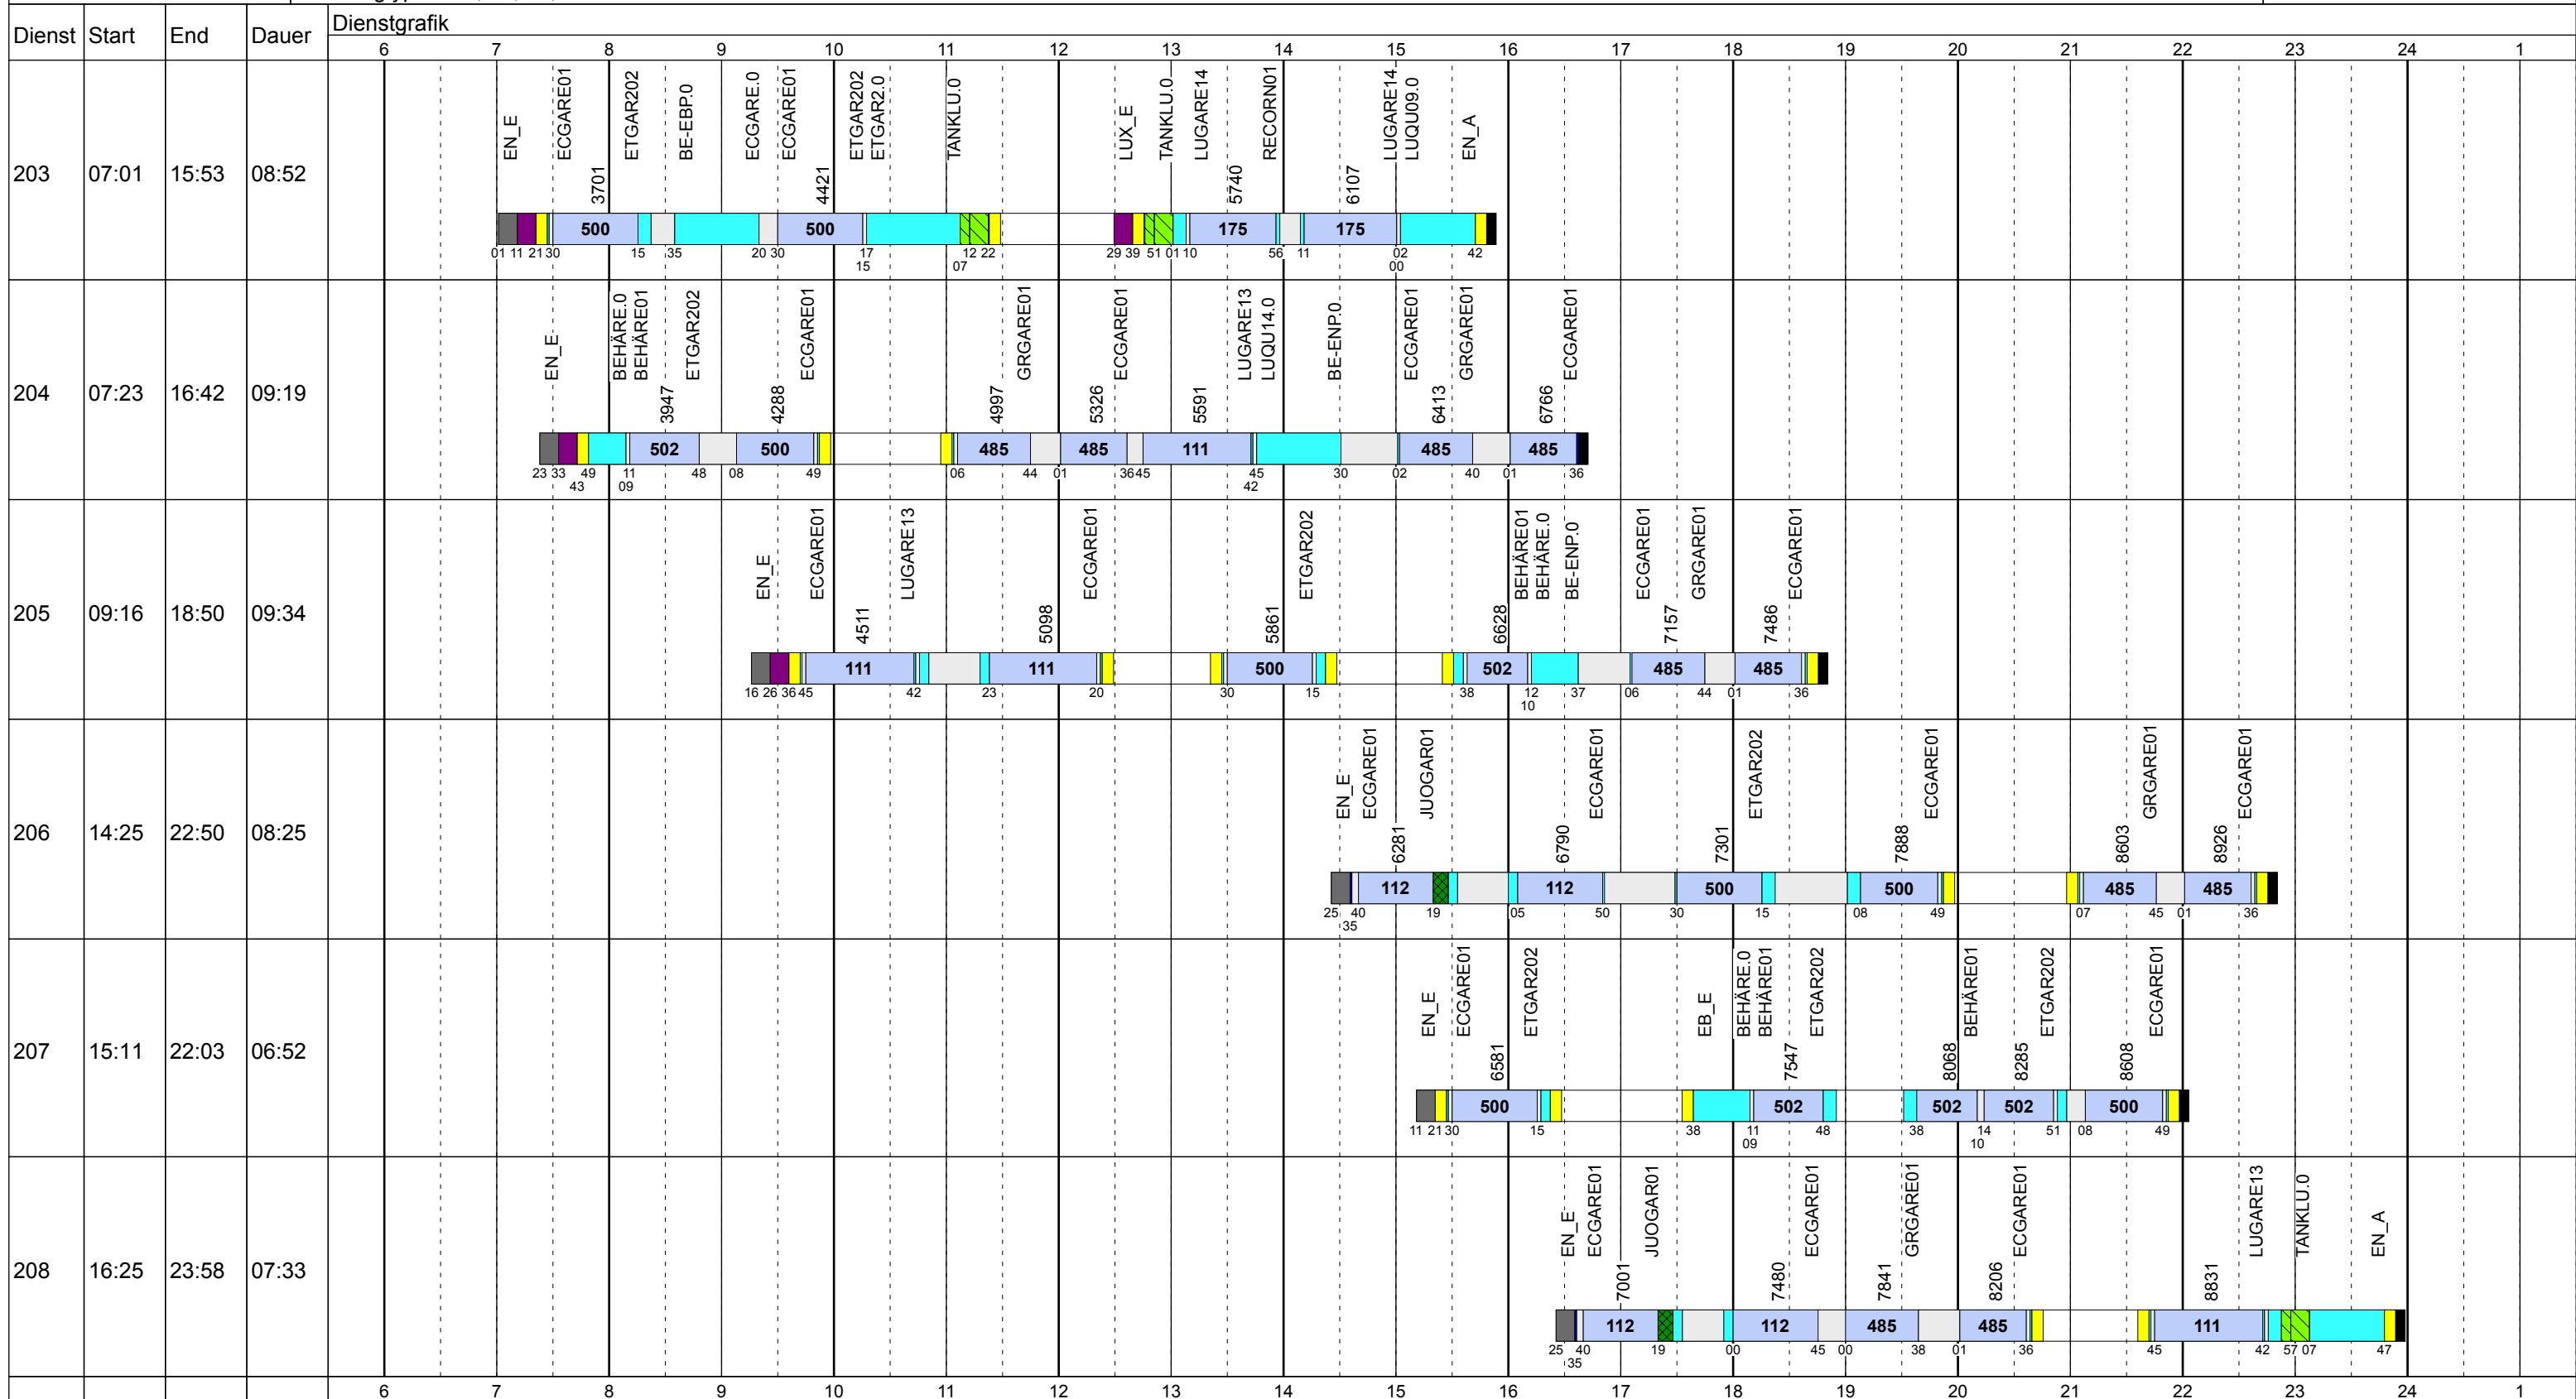 Dienst Start End Dauer Dienstgrafik
6 7 8 9 10 11 12 13 14 15 16 17 18 19 20 21 22 23 24 1
EN_E ECGARE01 ETGAR202 BE-EBP.0 ECGARE.0 ECGARE01 ETGAR202 ETGAR2.0 TANKLU.0 LUX_E TANKLU.0 LUGARE14 RECORN01 LUGARE14 LUQU09.0 EN_A
203 07:01 15:53 08:52
3701 4421 5740 6107
500 500 175 175
01 11 21 30 15 35 20 30 17 12 22 29 39 51 01 10 56 11 02 42
15 07 00
EN_E BEHÄRE.0 BEHÄRE01 ETGAR202 ECGARE01 GRGARE01 ECGARE01 LUGARE13 LUQU14.0 BE-ENP.0 ECGARE01 GRGARE01 ECGARE01
204 07:23 16:42 09:19
3947 4288 4997 5326 5591 6413 6766
502 500 485 485 111 485 485
23 33 49 11 48 08 49 06 44 01 36 45 45 30 02 40 01 36
43 09 42
EN_E ECGARE01 LUGARE13 ECGARE01 ETGAR202 BEHÄRE01 BEHÄRE.0 BE-ENP.0 ECGARE01 GRGARE01 ECGARE01
205 09:16 18:50 09:34
4511 5098 5861 6628 7157 7486
111 111 500 502 485 485
16 26 36 45 42 23 20 30 15 38 12 37 06 44 01 36
10
EN_E ECGARE01 JUOGAR01 ECGARE01 ETGAR202 ECGARE01 GRGARE01 ECGARE01
206 14:25 22:50 08:25
6281 6790 7301 7888 8603 8926
112 112 500 500 485 485
25 40 19 05 50 30 15 08 49 07 45 01 36
35
EN_E ECGARE01 ETGAR202 EB_E BEHÄRE.0 BEHÄRE01 ETGAR202 BEHÄRE01 ETGAR202 ECGARE01
207 15:11 22:03 06:52
6581 7547 8068 8285 8608
500 502 502 502 500
11 21 30 15 38 11 48 38 14 51 08 49
09 10
EN_E ECGARE01 JUOGAR01 ECGARE01 GRGARE01 ECGARE01 LUGARE13 TANKLU.0 EN_A
208 16:25 23:58 07:33
7001 7480 7841 8206 8831
112 112 485 485 111
25 40 19 00 45 00 38 01 36 45 42 57 07 47
35
6 7 8 9 10 11 12 13 14 15 16 17 18 19 20 21 22 23 24 1